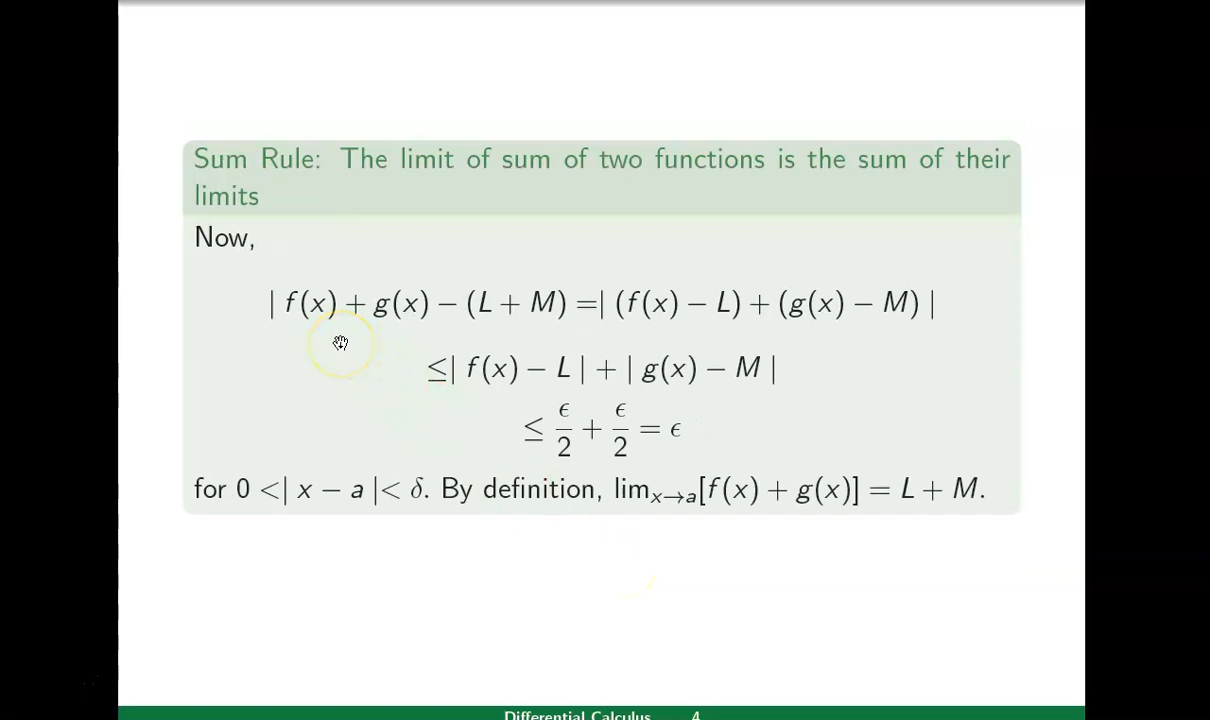 Sum Rule: The limit of sum of two functions is the sum of their
limits
Now,
| f(x) + g(x) − (L + M) =| (f(x) − L) + (g(x) − M) |
≤| f(x) − L | + | g(x) − M |
≤ ϵ/2 + ϵ/2 = ϵ
for 0 <| x − a |< δ. By definition, lim_{x→a}[f(x) + g(x)] = L + M.
Differential Calculus 4